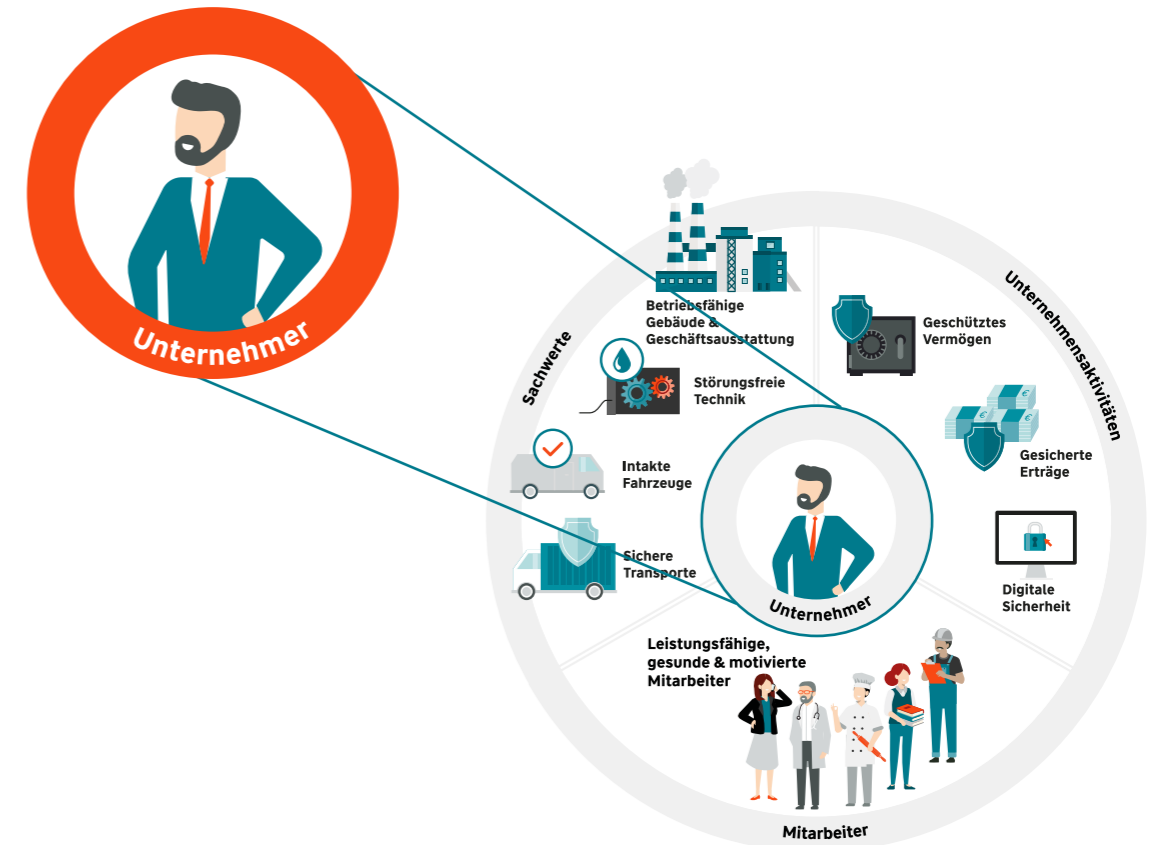 Unternehmer
Sachwerte
Betriebsfähige
Gebäude &
Geschäftsausstattung
Störungsfreie
Technik
Intakte
Fahrzeuge
Sichere
Transporte
Unternehmensaktivitäten
Geschütztes
Vermögen
Gesicherte
Erträge
Digitale
Sicherheit
Unternehmer
Leistungsfähige,
gesunde & motivierte
Mitarbeiter
Mitarbeiter